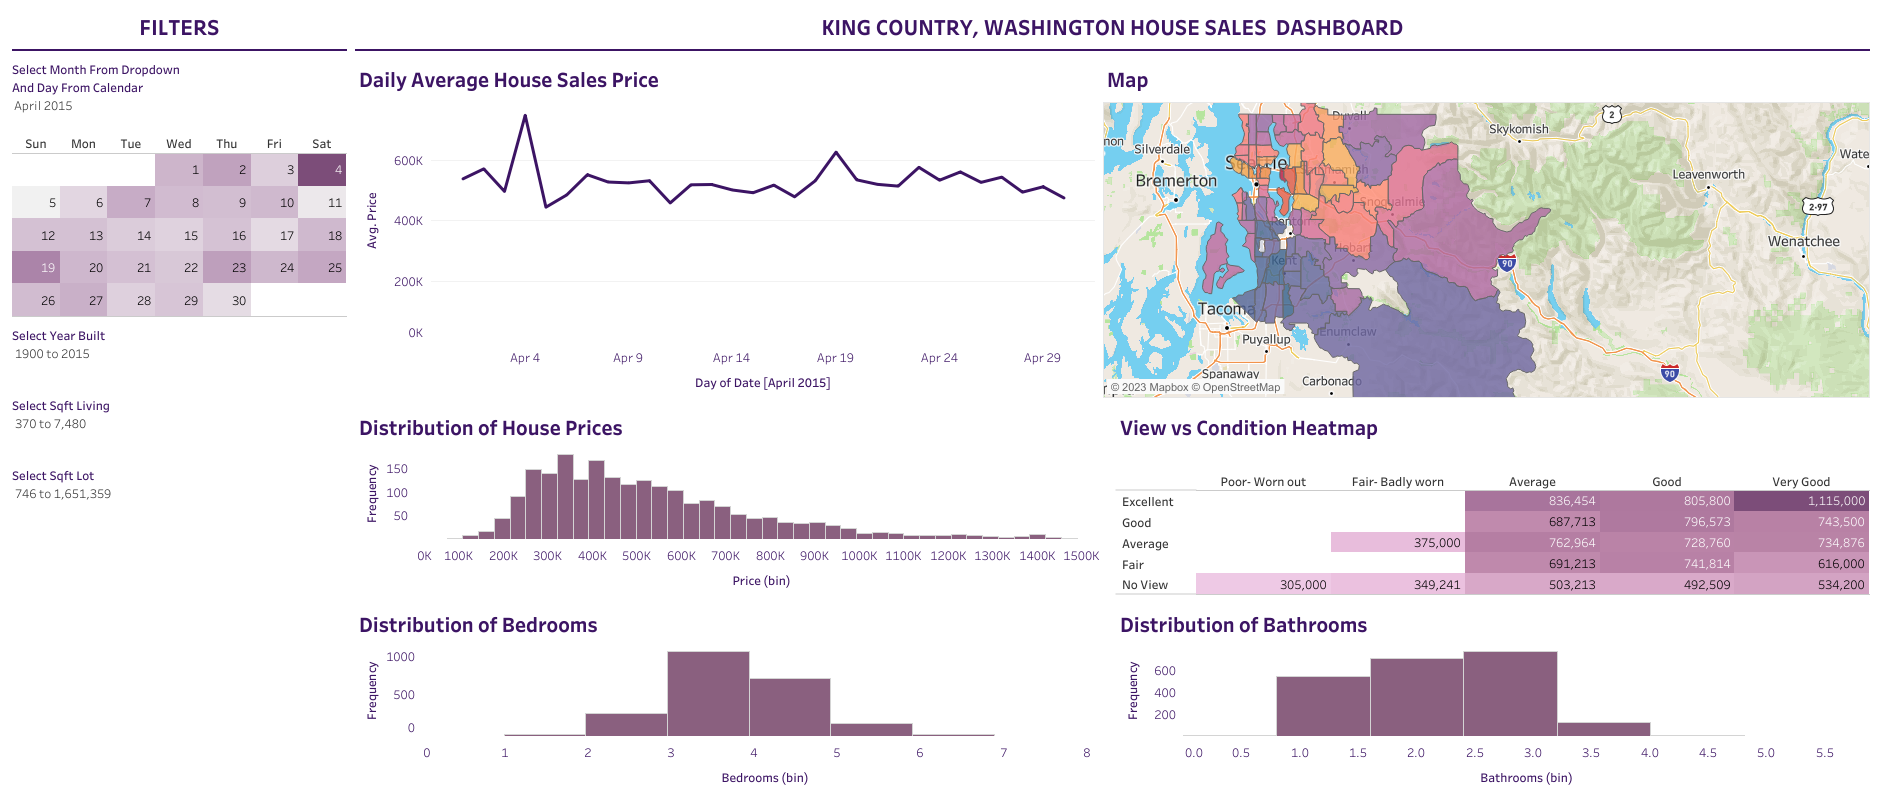 FILTERS
KING COUNTRY, WASHINGTON HOUSE SALES DASHBOARD
Select Month From Dropdown
And Day From Calendar
April 2015
Sun Mon Tue Wed Thu Fri Sat
1 2 3 4
5 6 7 8 9 10 11
12 13 14 15 16 17 18
19 20 21 22 23 24 25
26 27 28 29 30
Select Year Built
1900 to 2015
Select Sqft Living
370 to 7,480
Select Sqft Lot
746 to 1,651,359
Daily Average House Sales Price
Avg. Price
600K
400K
200K
0K
Apr 4 Apr 9 Apr 14 Apr 19 Apr 24 Apr 29
Day of Date [April 2015]
Map
Duvall
Skykomish
2
Silverdale
Wate
Seattle
Leavenworth
Bremerton
Snoqualmie
2-97
Renton
Wenatchee
Hobart
Kent
90
Tacoma
Enumclaw
Puyallup
Spanaway
Carbonado
90
© 2023 Mapbox © OpenStreetMap
Distribution of House Prices
Frequency
150
100
50
0K 100K 200K 300K 400K 500K 600K 700K 800K 900K 1000K 1100K 1200K 1300K 1400K 1500K
Price (bin)
View vs Condition Heatmap
Poor- Worn out Fair- Badly worn Average Good Very Good
Excellent 836,454 805,800 1,115,000
Good 687,713 796,573 743,500
Average 375,000 762,964 728,760 734,876
Fair 691,213 741,814 616,000
No View 305,000 349,241 503,213 492,509 534,200
Distribution of Bedrooms
Frequency
1000
500
0
0 1 2 3 4 5 6 7 8
Bedrooms (bin)
Distribution of Bathrooms
Frequency
600
400
200
0.0 0.5 1.0 1.5 2.0 2.5 3.0 3.5 4.0 4.5 5.0 5.5
Bathrooms (bin)